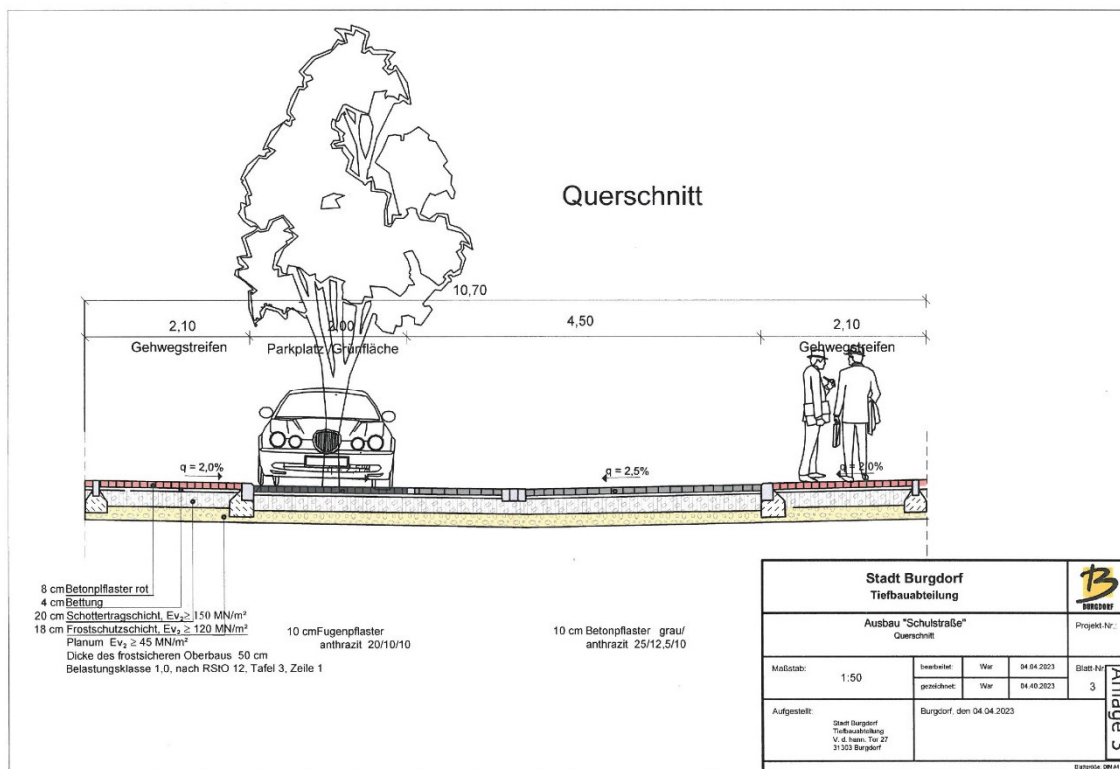 Querschnitt
10,70
2,10
2,00
4,50
2,10
Gehwegstreifen
Parkplatz /Grünfläche
Gehwegstreifen
q = 2,0%
q = 2,5%
q = 2,0%
8 cm Betonpflaster rot
4 cm Bettung
20 cm Schottertragschicht, Ev₂ ≥ 150 MN/m²
18 cm Frostschutzschicht, Ev₂ ≥ 120 MN/m²
Planum Ev₂ ≥ 45 MN/m²
Dicke des frostsicheren Oberbaus 50 cm
Belastungsklasse 1,0, nach RStO 12, Tafel 3, Zeile 1
10 cm Fugenpflaster
anthrazit 20/10/10
10 cm Betonpflaster grau/
anthrazit 25/12,5/10
Stadt Burgdorf
Tiefbauabteilung
B
BURGDORF
Ausbau "Schulstraße"
Querschnitt
Projekt-Nr.:
Maßstab:
1:50
bearbeitet: Wer 04.04.2023
gezeichnet: Wer 04.40.2023
Blatt-Nr.
3
Aufgestellt:
Stadt Burgdorf
Tiefbauabteilung
V. d. hann. Tor 27
31303 Burgdorf
Burgdorf, den 04.04.2023